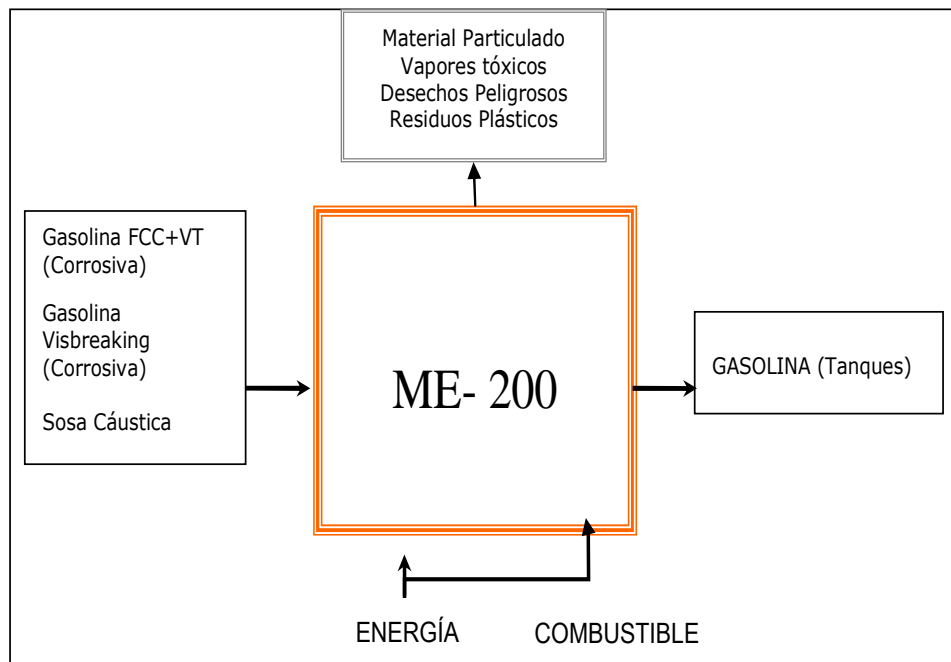 Material Particulado
Vapores tóxicos
Desechos Peligrosos
Residuos Plásticos
Gasolina FCC+VT
(Corrosiva)
Gasolina
Visbreaking
(Corrosiva)
Sosa Cáustica
ME- 200
GASOLINA (Tanques)
ENERGÍA
COMBUSTIBLE